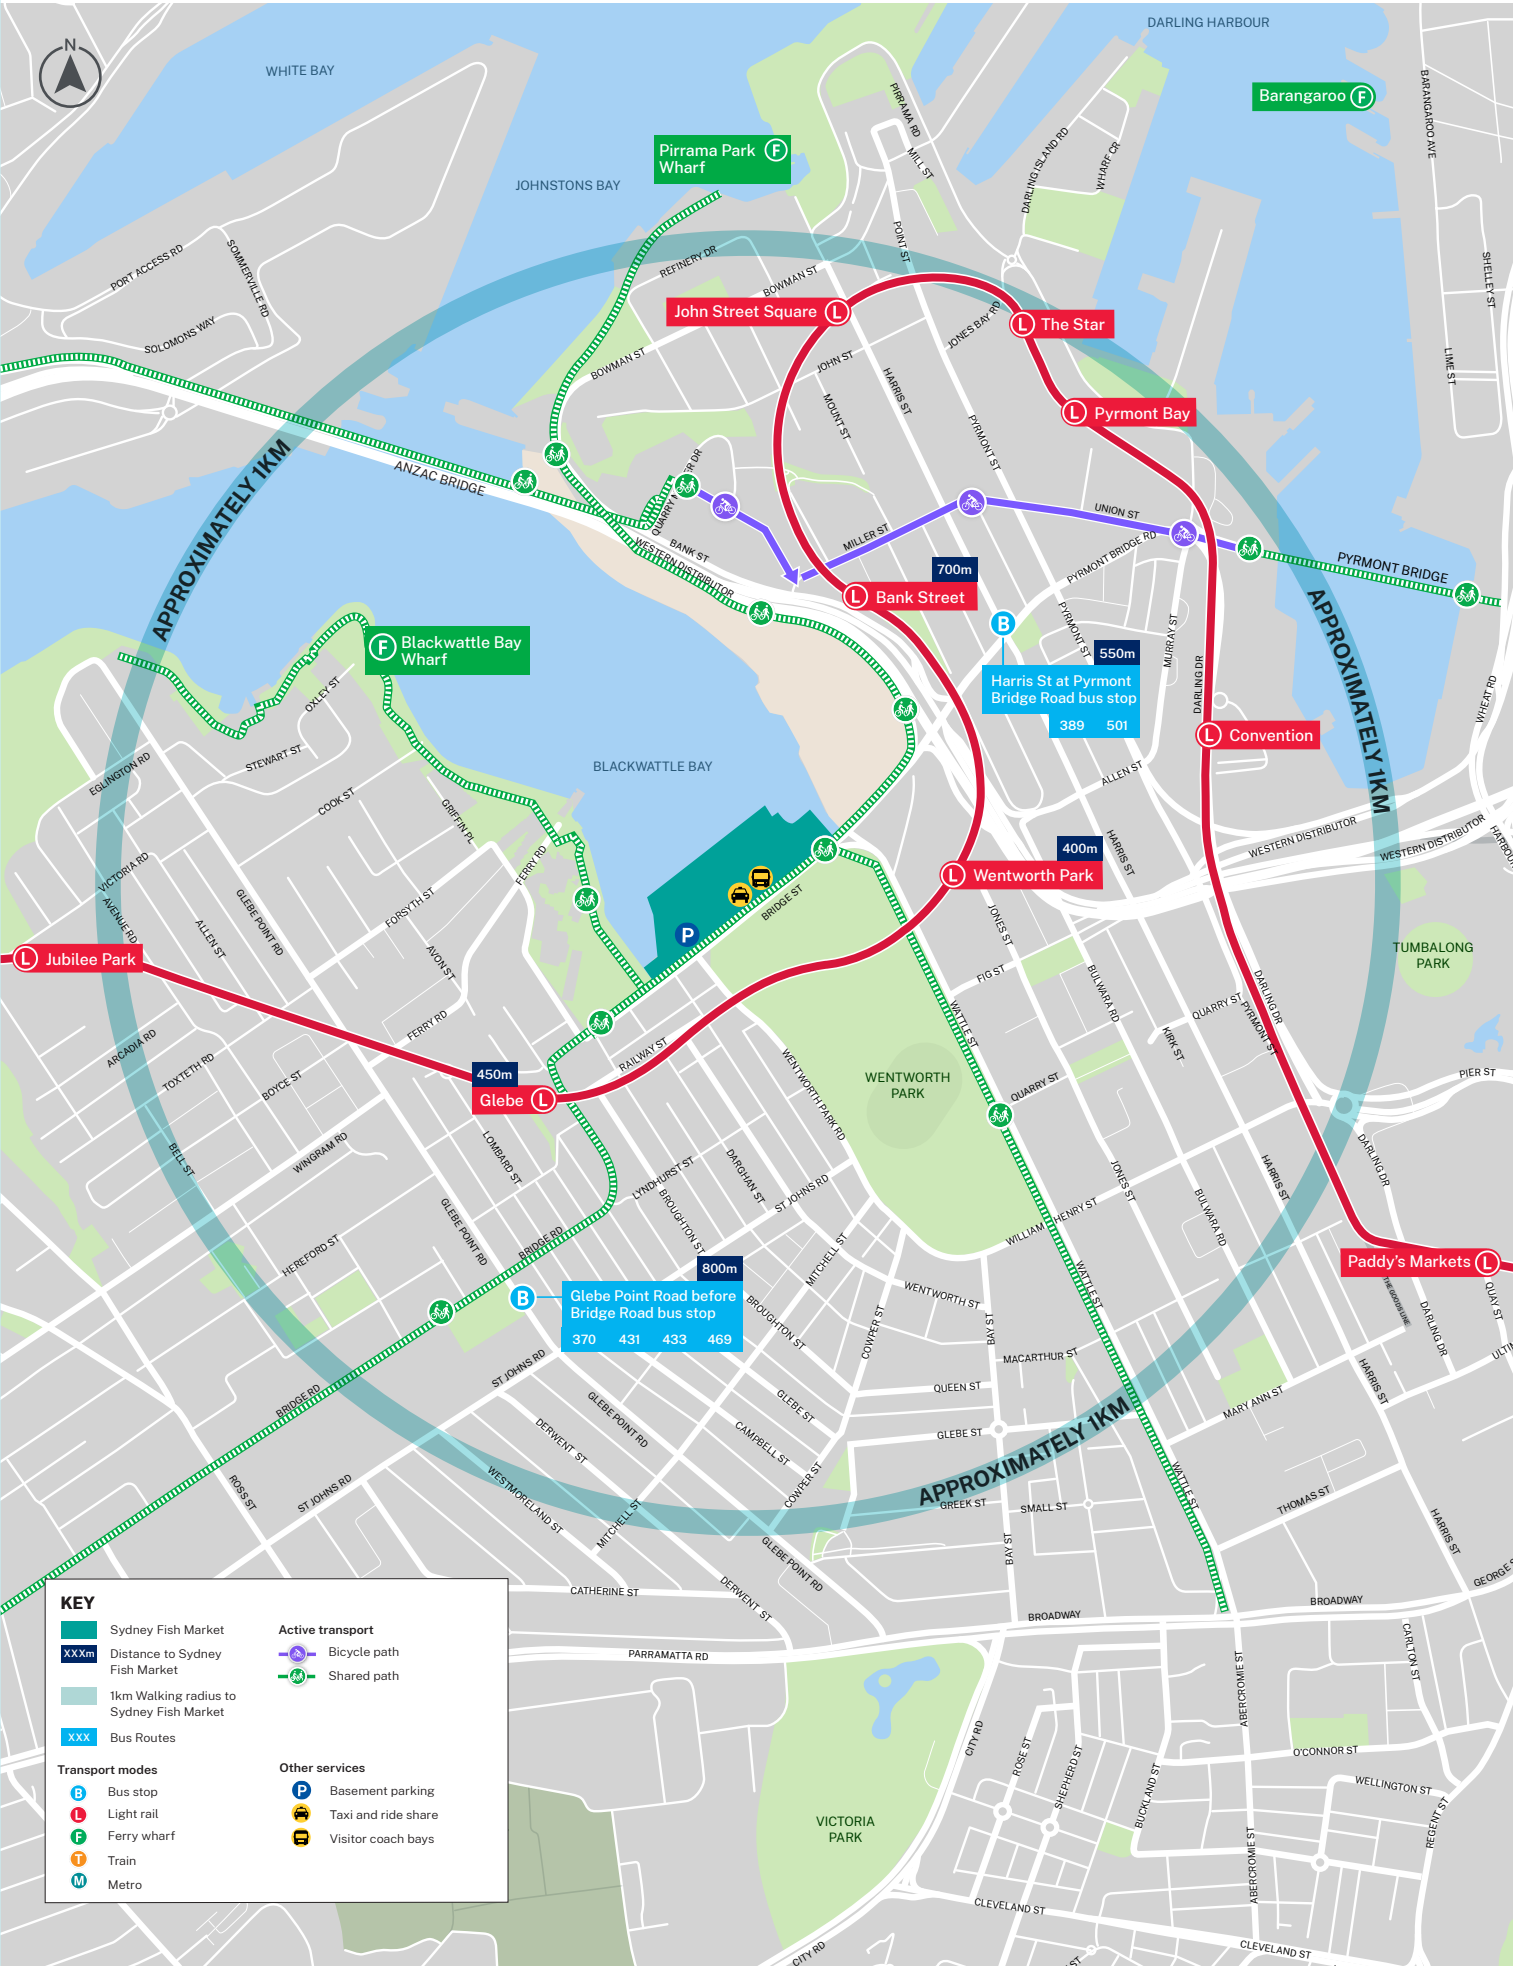 DARLING HARBOUR
N
WHITE BAY
Barangaroo F
BARANGAROO AVE
PIRRAMA RD
MILL ST
DARLING ISLAND RD
WHARF CR
Pirrama Park F
Wharf
JOHNSTONS BAY
POINT ST
PORT ACCESS RD
SOMMERVILLE RD
REFINERY DR
BOWMAN ST
SHELLEY ST
SOLOMONS WAY
John Street Square L
L The Star
JONES BAY RD
BOWMAN ST
JOHN ST
LIME ST
MOUNT ST
HARRIS ST
L Pyrmont Bay
PYRMONT ST
APPROXIMATELY 1KM
ANZAC BRIDGE
MILLER ST
UNION ST
BANK ST
WESTERN DISTRIBUTOR
PYRMONT BRIDGE RD
PYRMONT BRIDGE
700m
L Bank Street
APPROXIMATELY 1KM
B
PYRMONT ST
MURRAY ST
F Blackwattle Bay
Wharf
550m
Harris St at Pyrmont
Bridge Road bus stop
389 501
DARLING DR
WHEAT RD
OXLEY ST
L Convention
STEWART ST
EGLINGTON RD
BLACKWATTLE BAY
COOK ST
GRIFFIN PL
ALLEN ST
HARRIS ST
WESTERN DISTRIBUTOR
WESTERN DISTRIBUTOR
FERRY RD
400m
L Wentworth Park
VICTORIA RD
AVENUE RD
GLEBE POINT RD
ALLEN ST
FORSYTH ST
BRIDGE ST
P
JONES ST
AVON ST
L Jubilee Park
TUMBALONG
PARK
FIG ST
BULWARA RD
DARLING DR
QUARRY ST
PYRMONT ST
WATTLE ST
KIRK ST
ARCADIA RD
FERRY RD
TOXTETH RD
RAILWAY ST
BOYCE ST
450m
Glebe L
WENTWORTH
PARK
WENTWORTH PARK RD
QUARRY ST
PIER ST
BELL ST
WINGRAM RD
LOMBARD ST
LYNDHURST ST
DARGHAN ST
ST JOHNS RD
DARLING DR
JONES ST
HARRIS ST
BULWARA RD
GLEBE POINT RD
BROUGHTON ST
WILLIAM HENRY ST
HEREFORD ST
BRIDGE RD
MITCHELL ST
Paddy's Markets L
800m
B Glebe Point Road before
Bridge Road bus stop
370 431 433 469
WENTWORTH ST
WATTLE ST
THE GOODS LINE
QUAY ST
BROUGHTON ST
COWPER ST
BAY ST
DARLING DR
MACARTHUR ST
ST JOHNS RD
BRIDGE RD
QUEEN ST
HARRIS ST
GLEBE ST
GLEBE POINT RD
MARY ANN ST
DERWENT ST
CAMPBELL ST
GLEBE ST
APPROXIMATELY 1KM
ROSS ST
ST JOHNS RD
WESTMORELAND ST
MITCHELL ST
COWPER ST
GREEK ST
SMALL ST
WATTLE ST
THOMAS ST
HARRIS ST
BAY ST
GLEBE POINT RD
DERWENT ST
CATHERINE ST
GEORGE S
BROADWAY
BROADWAY
PARRAMATTA RD
CARLTON ST
ABERCROMIE ST
CITY RD
ROSE ST
SHEPHERD ST
BUCKLAND ST
O'CONNOR ST
WELLINGTON ST
REGENT ST
VICTORIA
PARK
ABERCROMIE ST
CLEVELAND ST
CLEVELAND ST
CITY RD
KEY
Sydney Fish Market
XXXm Distance to Sydney
Fish Market
1km Walking radius to
Sydney Fish Market
XXX Bus Routes
Active transport
Bicycle path
Shared path
Transport modes
B Bus stop
L Light rail
F Ferry wharf
T Train
M Metro
Other services
P Basement parking
Taxi and ride share
Visitor coach bays